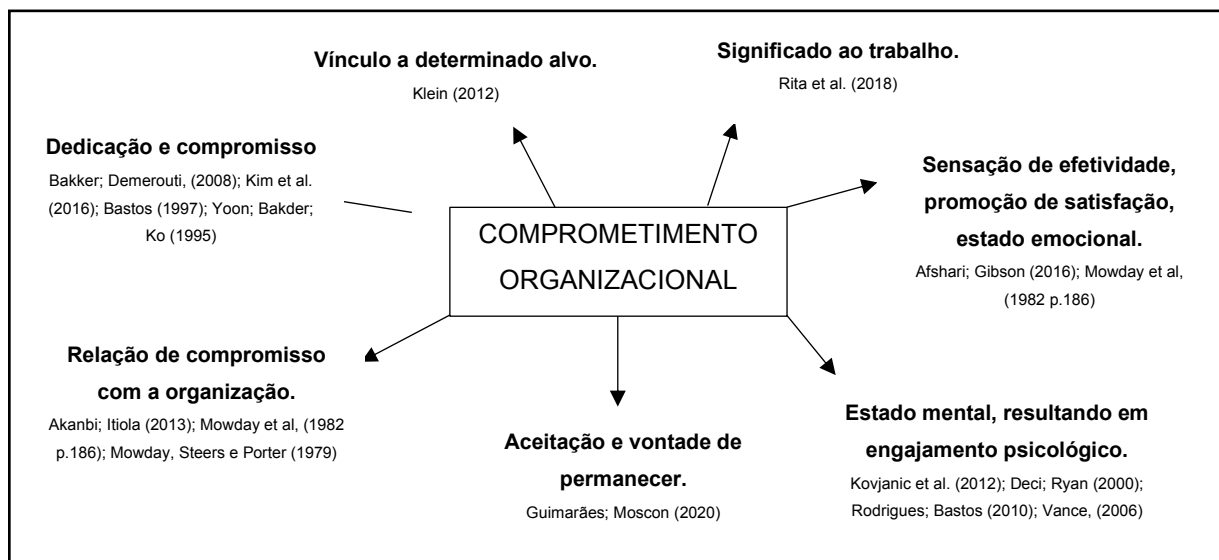 Vínculo a determinado alvo.
Klein (2012)
Significado ao trabalho.
Rita et al. (2018)
Dedicação e compromisso
Bakker; Demerouti, (2008); Kim et al.
(2016); Bastos (1997); Yoon; Bakder;
Ko (1995)
Sensação de efetividade,
promoção de satisfação,
estado emocional.
Afshari; Gibson (2016); Mowday et al,
(1982 p.186)
COMPROMETIMENTO
ORGANIZACIONAL
Relação de compromisso
com a organização.
Akanbi; Itiola (2013); Mowday et al, (1982
p.186); Mowday, Steers e Porter (1979)
Aceitação e vontade de
permanecer.
Guimarães; Moscon (2020)
Estado mental, resultando em
engajamento psicológico.
Kovjanic et al. (2012); Deci; Ryan (2000);
Rodrigues; Bastos (2010); Vance, (2006)